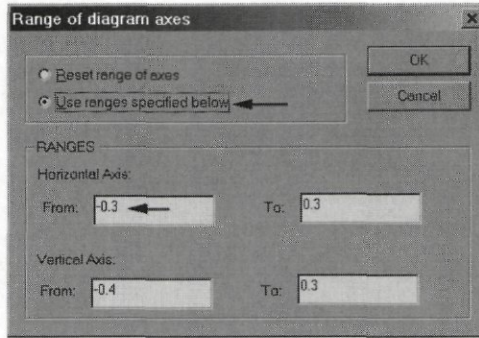 Range of diagram axes
Reset range of axes
OK
Use ranges specified below
Cancel
RANGES
Horizontal Axis:
From: -0.3 To: 0.3
Vertical Axis:
From: -0.4 To: 0.3